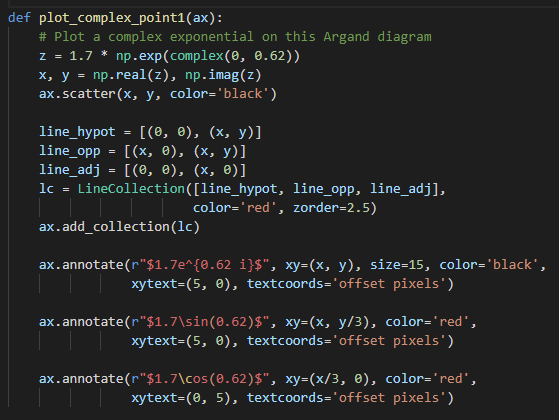 def plot_complex_point1(ax):
    # Plot a complex exponential on this Argand diagram
    z = 1.7 * np.exp(complex(0, 0.62))
    x, y = np.real(z), np.imag(z)
    ax.scatter(x, y, color='black')

    line_hypot = [(0, 0), (x, y)]
    line_opp = [(x, 0), (x, y)]
    line_adj = [(0, 0), (x, 0)]
    lc = LineCollection([line_hypot, line_opp, line_adj],
                        color='red', zorder=2.5)
    ax.add_collection(lc)

    ax.annotate(r"$1.7e^{0.62 i}$", xy=(x, y), size=15, color='black',
                xytext=(5, 0), textcoords='offset pixels')

    ax.annotate(r"$1.7\sin(0.62)$", xy=(x, y/3), color='red',
                xytext=(5, 0), textcoords='offset pixels')

    ax.annotate(r"$1.7\cos(0.62)$", xy=(x/3, 0), color='red',
                xytext=(0, 5), textcoords='offset pixels')